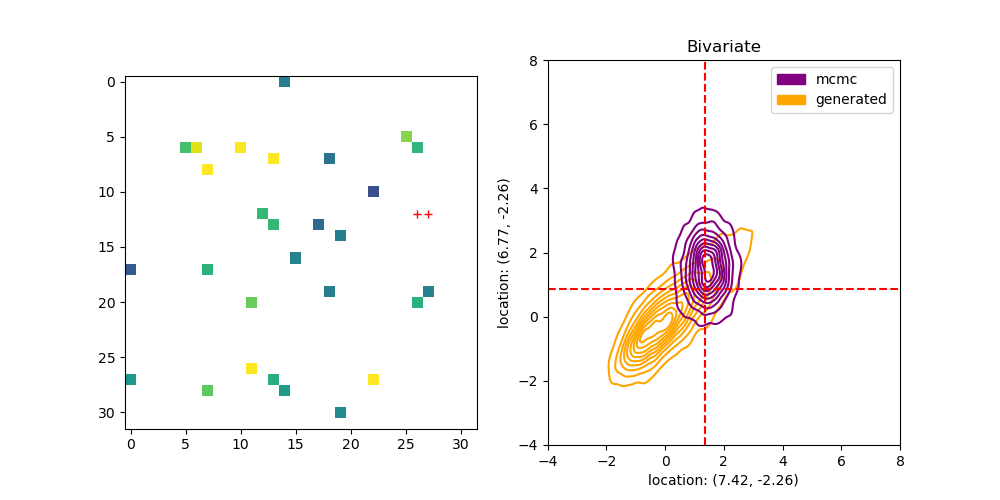 0
5
10
15
20
25
30
0 5 10 15 20 25 30
Bivariate
mcmc
generated
location: (6.77, -2.26)
8
6
4
2
0
−2
−4
−4 −2 0 2 4 6 8
location: (7.42, -2.26)